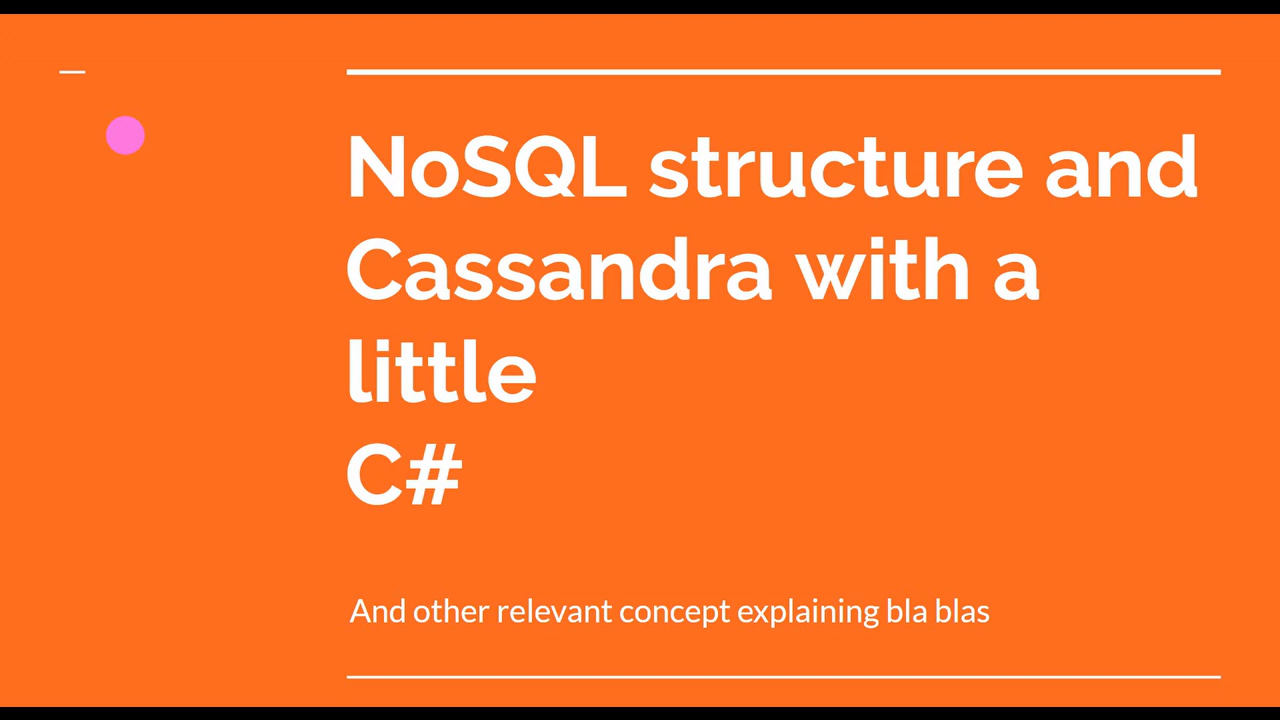 NoSQL structure and
Cassandra with a
little
C#
And other relevant concept explaining bla blas